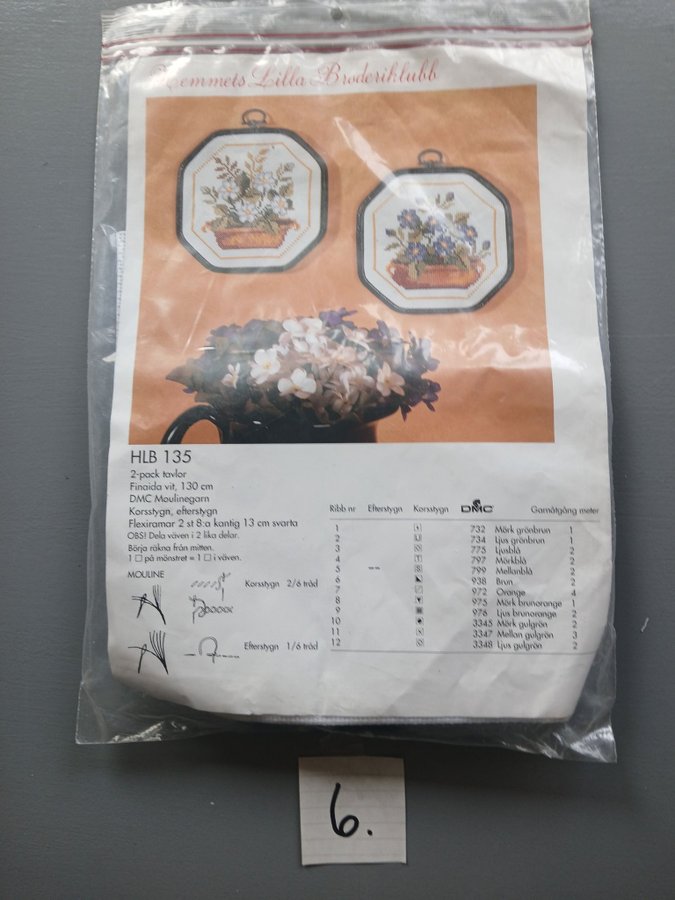 Hemmets Lilla Broderiklubb
HLB 135
2-pack tavlor
Finaida vit, 130 cm
DMC Moulinegarn
Korsstygn, efterstygn
Flexiramar 2 st 8:a kantig 13 cm svarta
OBS! Dela väven i 2 lika delar.
Börja räkna från mitten.
1 □ på mönstret = 1 □ i väven.
MOULINE
Korsstygn 2/6 tråd
Efterstygn 1/6 tråd
Ribb nr Efterstygn Korsstygn DMC Garnåtgång meter
1 732 Mörk grönbrun 1
2 734 Ljus grönbrun 1
3 775 Ljusblå 2
4 797 Mörkblå 2
5 799 Mellanblå 2
6 938 Brun 2
7 972 Orange 4
8 975 Mörk brunorange 1
9 976 Ljus brunorange 2
10 3345 Mörk gulgrön 2
11 3347 Mellan gulgrön 3
12 3348 Ljus gulgrön 2
6.